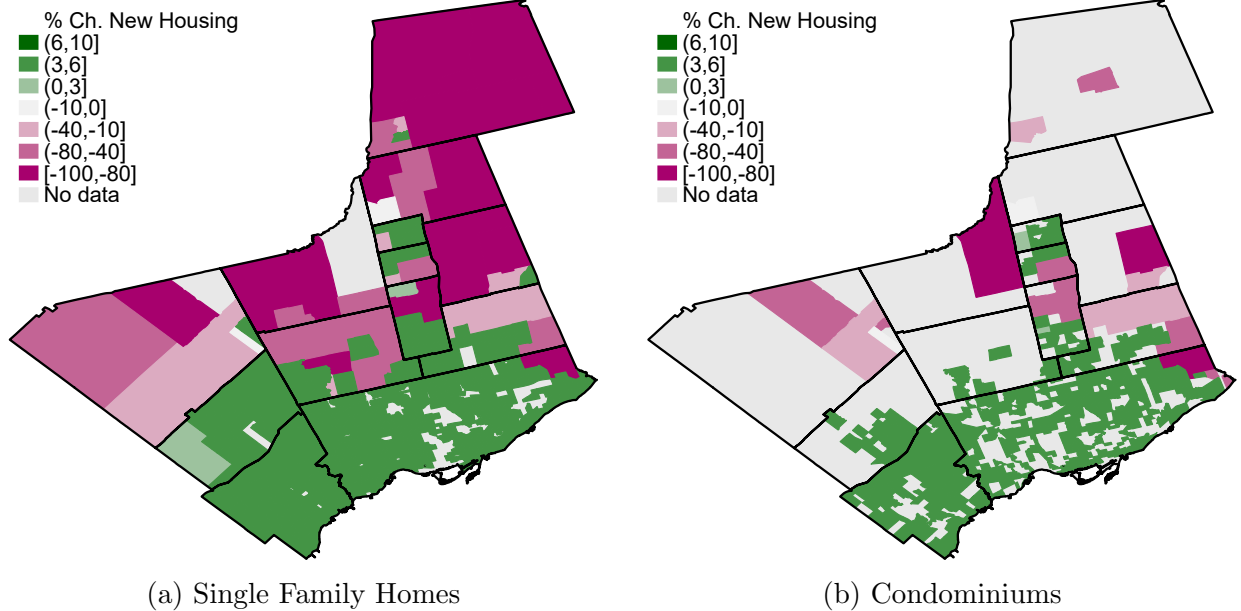 % Ch. New Housing
(6,10]
(3,6]
(0,3]
(-10,0]
(-40,-10]
(-80,-40]
[-100,-80]
No data
% Ch. New Housing
(6,10]
(3,6]
(0,3]
(-10,0]
(-40,-10]
(-80,-40]
[-100,-80]
No data
(a) Single Family Homes
(b) Condominiums